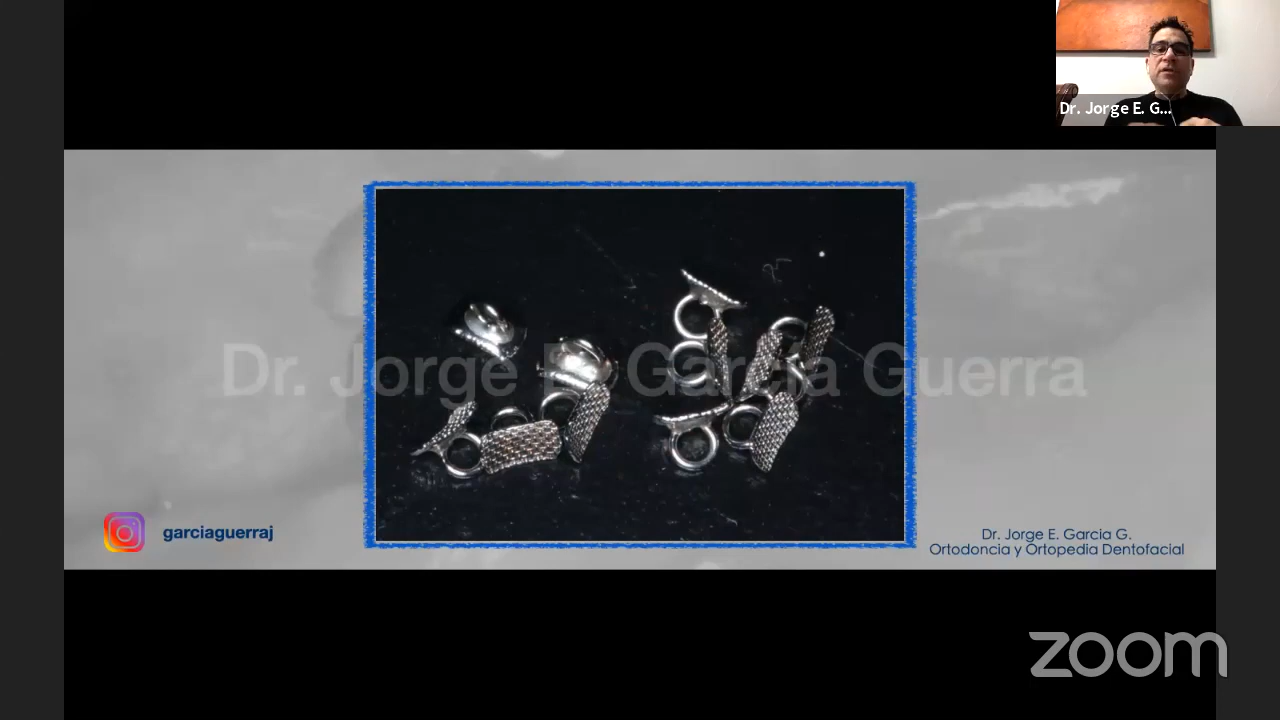 Dr. Jorge E. G...
Dr. Jorge E. Garcia Guerra
garciaguerraj
Dr. Jorge E. Garcia G.
Ortodoncia y Ortopedia Dentofacial
zoom